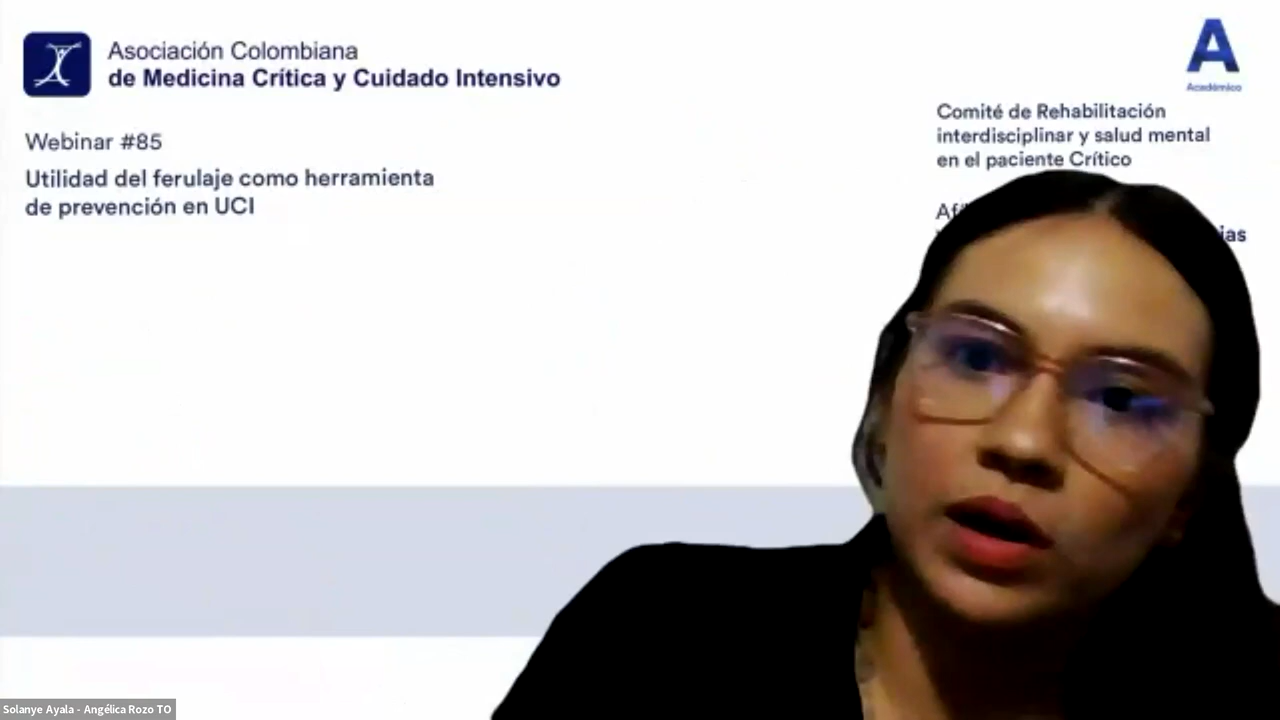 Asociación Colombiana
de Medicina Crítica y Cuidado Intensivo
Webinar #85
Utilidad del ferulaje como herramienta
de prevención en UCI
A
Académico
Comité de Rehabilitación
interdisciplinar y salud mental
en el paciente Crítico
Solanye Ayala - Angélica Rozo TO